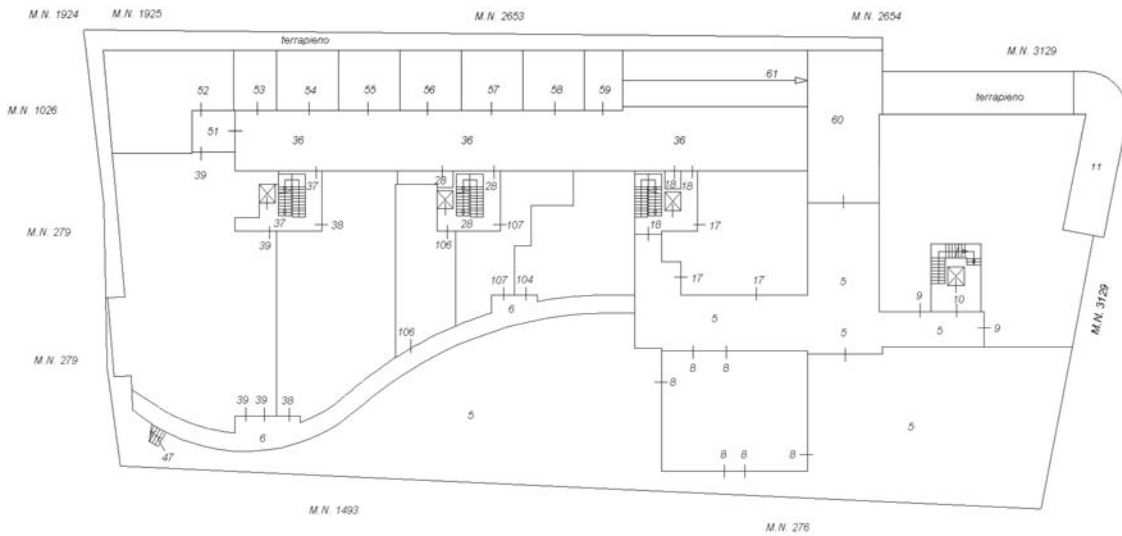 M.N. 1924 M.N. 1925 M.N. 2653 M.N. 2654
terrapieno
M.N. 3129
61
terrapieno
52 53 54 55 56 57 58 59
M.N. 1026
60
51
36 36 36
39
11
37 28 28 18 18
37 38 28 107 18 17
M.N. 279
39 106
5
17 17
107 104
9 10
6
M.N. 3129
5 5 5 9
106
M.N. 279
8 8
8
39 39 38
5 5
6
47
8 8 8
M.N. 1493
M.N. 276